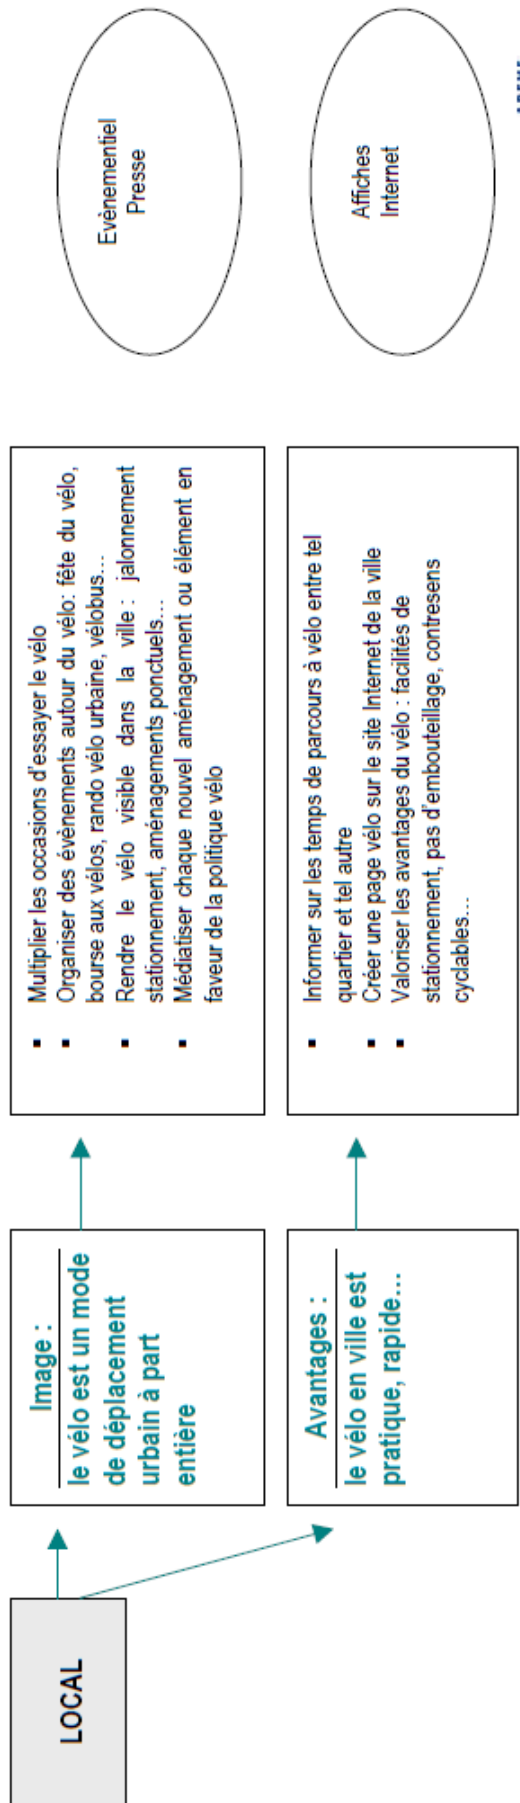 LOCAL
Image :
le vélo est un mode
de déplacement
urbain à part
entière
▪ Multiplier les occasions d'essayer le vélo
▪ Organiser des évènements autour du vélo: fête du vélo,
bourse aux vélos, rando vélo urbaine, vélobus...
▪ Rendre le vélo visible dans la ville : jalonnement
stationnement, aménagements ponctuels...
▪ Médiatiser chaque nouvel aménagement ou élément en
faveur de la politique vélo
Evènementiel
Presse
Avantages :
le vélo en ville est
pratique, rapide...
▪ Informer sur les temps de parcours à vélo entre tel
quartier et tel autre
▪ Créer une page vélo sur le site Internet de la ville
▪ Valoriser les avantages du vélo : facilités de
stationnement, pas d'embouteillage, contresens
cyclables...
Affiches
Internet